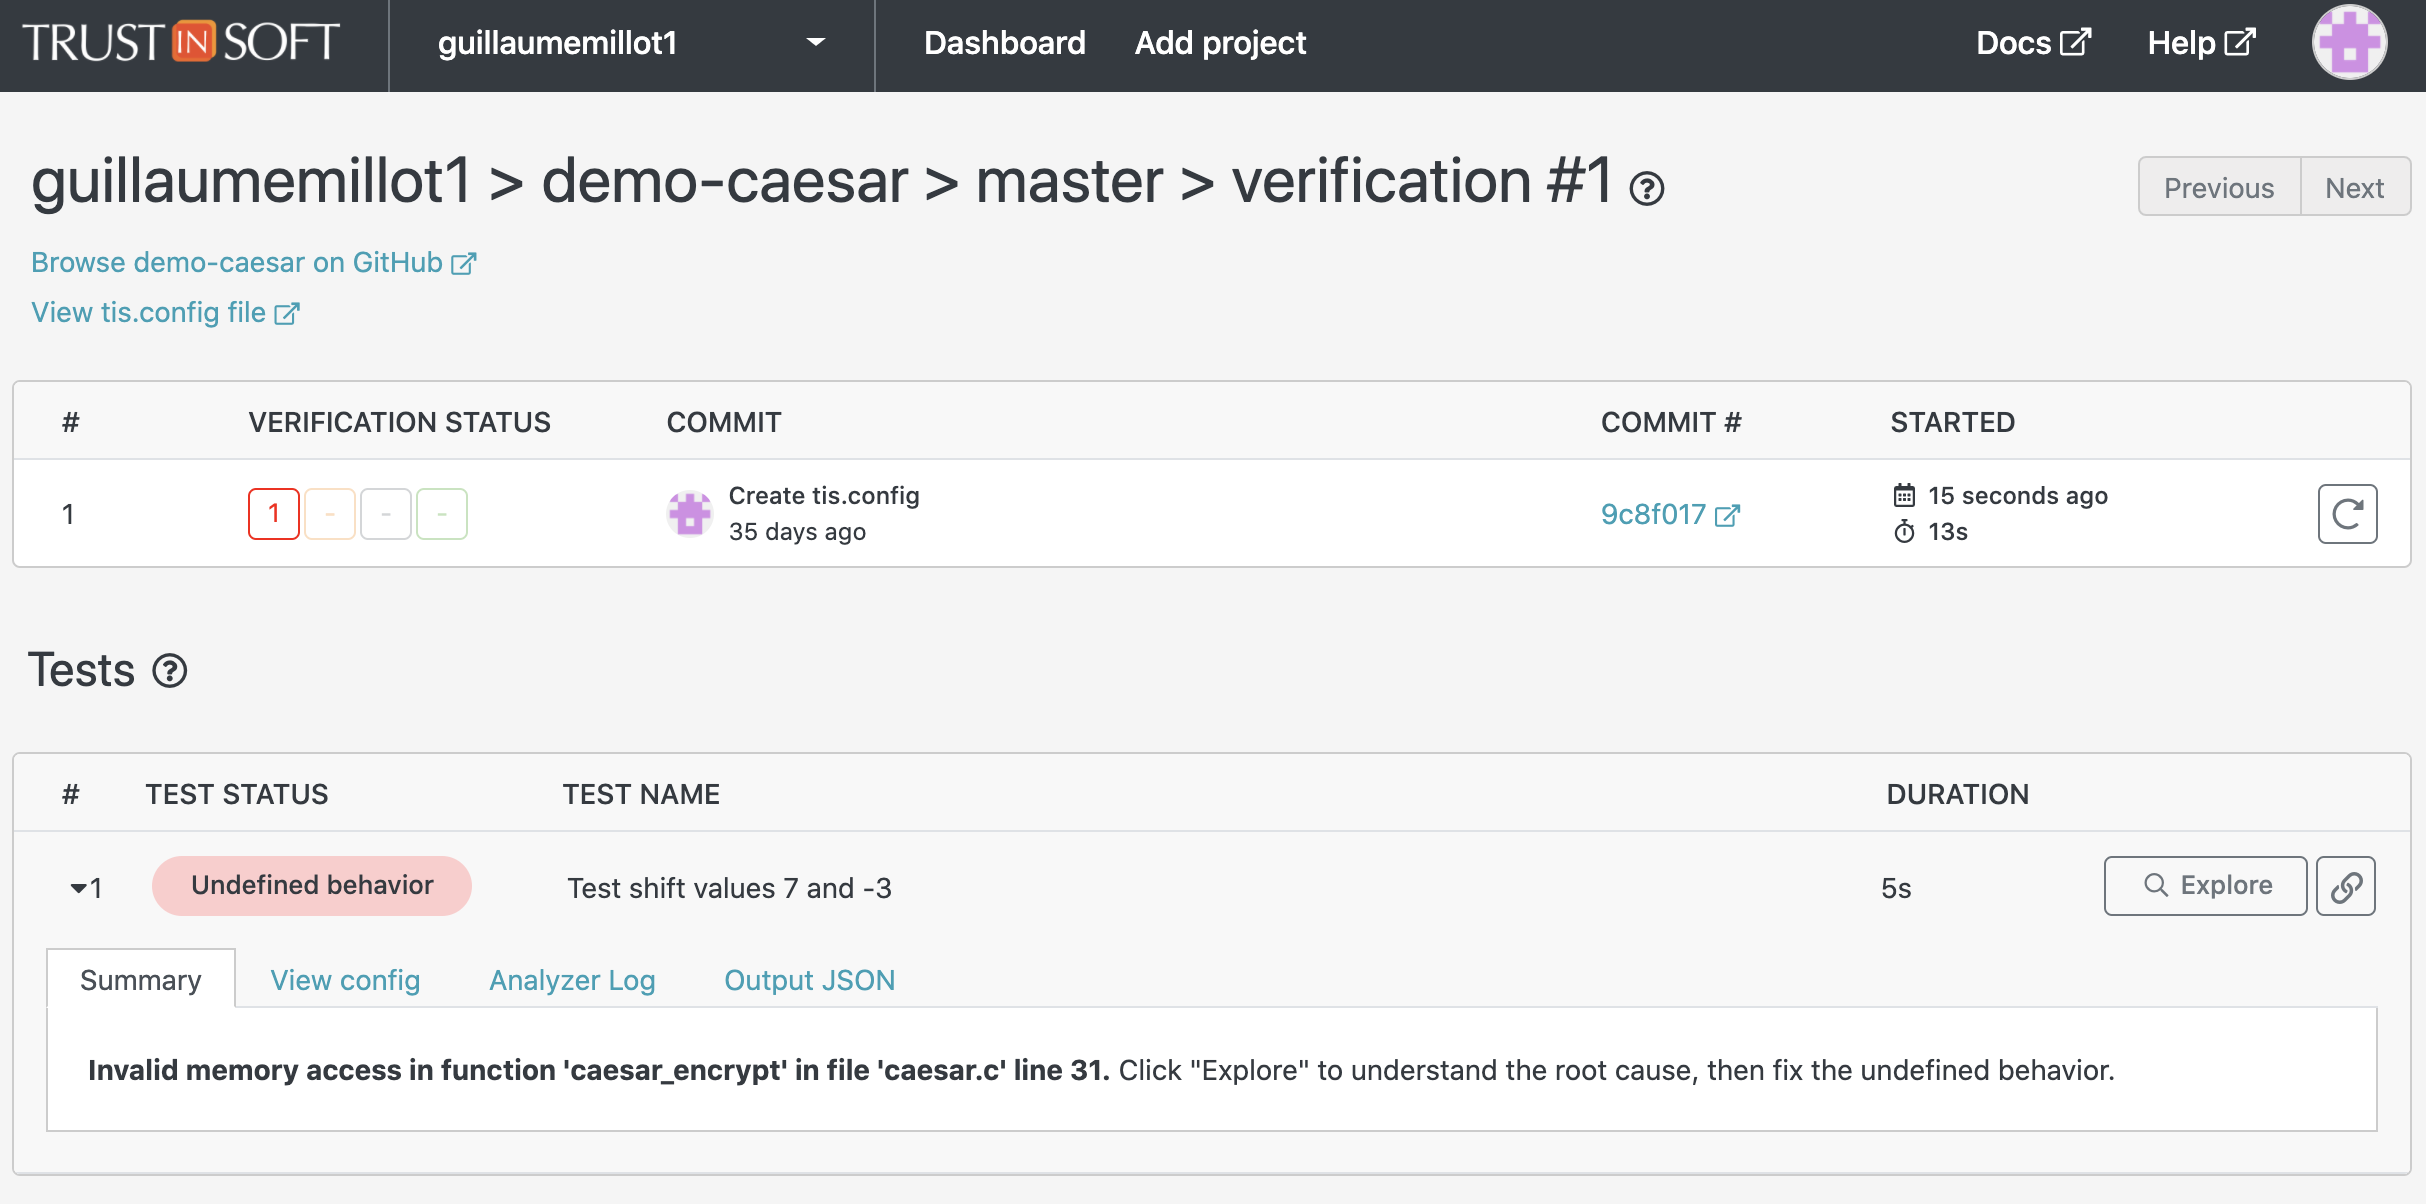 TRUST IN SOFT guillaumemillot1 Dashboard Add project Docs Help
guillaumemillot1 > demo-caesar > master > verification #1 ?
Previous Next
Browse demo-caesar on GitHub
View tis.config file
# VERIFICATION STATUS COMMIT COMMIT # STARTED
1 1 - - - Create tis.config 9c8f017 15 seconds ago
35 days ago 13s
Tests ?
# TEST STATUS TEST NAME DURATION
1 Undefined behavior Test shift values 7 and -3 5s Explore
Summary View config Analyzer Log Output JSON
Invalid memory access in function 'caesar_encrypt' in file 'caesar.c' line 31. Click "Explore" to understand the root cause, then fix the undefined behavior.